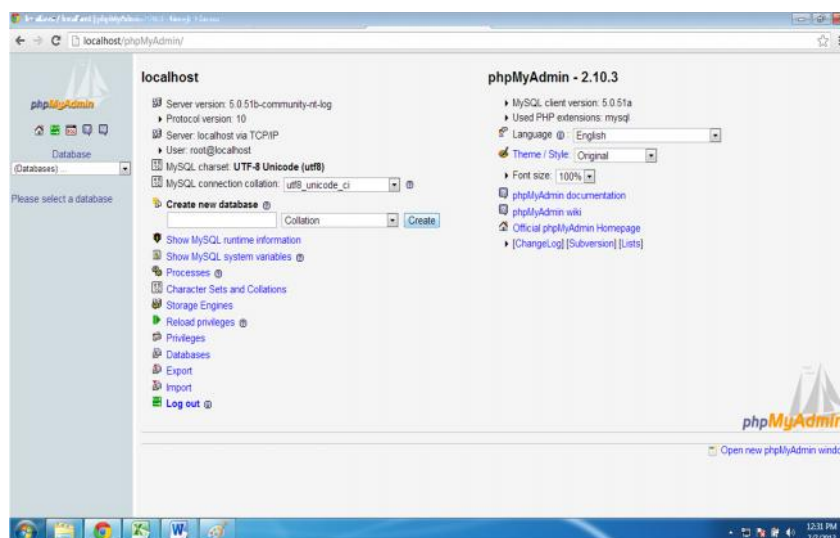 localhost/phpMyAdmin/
phpMyAdmin
Database
(Databases) ...
Please select a database
localhost
Server version: 5.0.51b-community-nt-log
Protocol version: 10
Server: localhost via TCP/IP
User: root@localhost
MySQL charset: UTF-8 Unicode (utf8)
MySQL connection collation: utf8_unicode_ci
Create new database
Collation Create
Show MySQL runtime information
Show MySQL system variables
Processes
Character Sets and Collations
Storage Engines
Reload privileges
Privileges
Databases
Export
Import
Log out
phpMyAdmin - 2.10.3
MySQL client version: 5.0.51a
Used PHP extensions: mysql
Language : English
Theme / Style: Original
Font size: 100%
phpMyAdmin documentation
phpMyAdmin wiki
Official phpMyAdmin Homepage
[ChangeLog] [Subversion] [Lists]
phpMyAdmin
Open new phpMyAdmin windo
12:31 PM